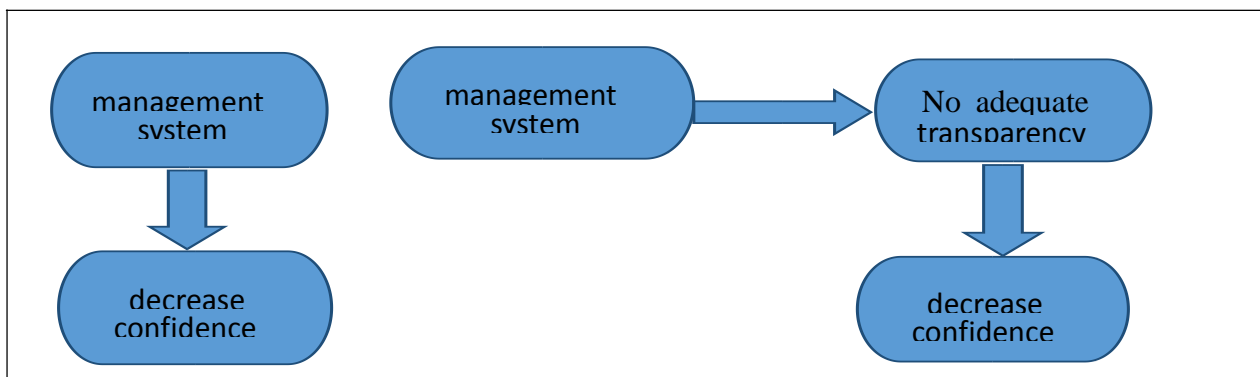 management
system
management
system
No adequate
transparency
decrease
confidence
decrease
confidence